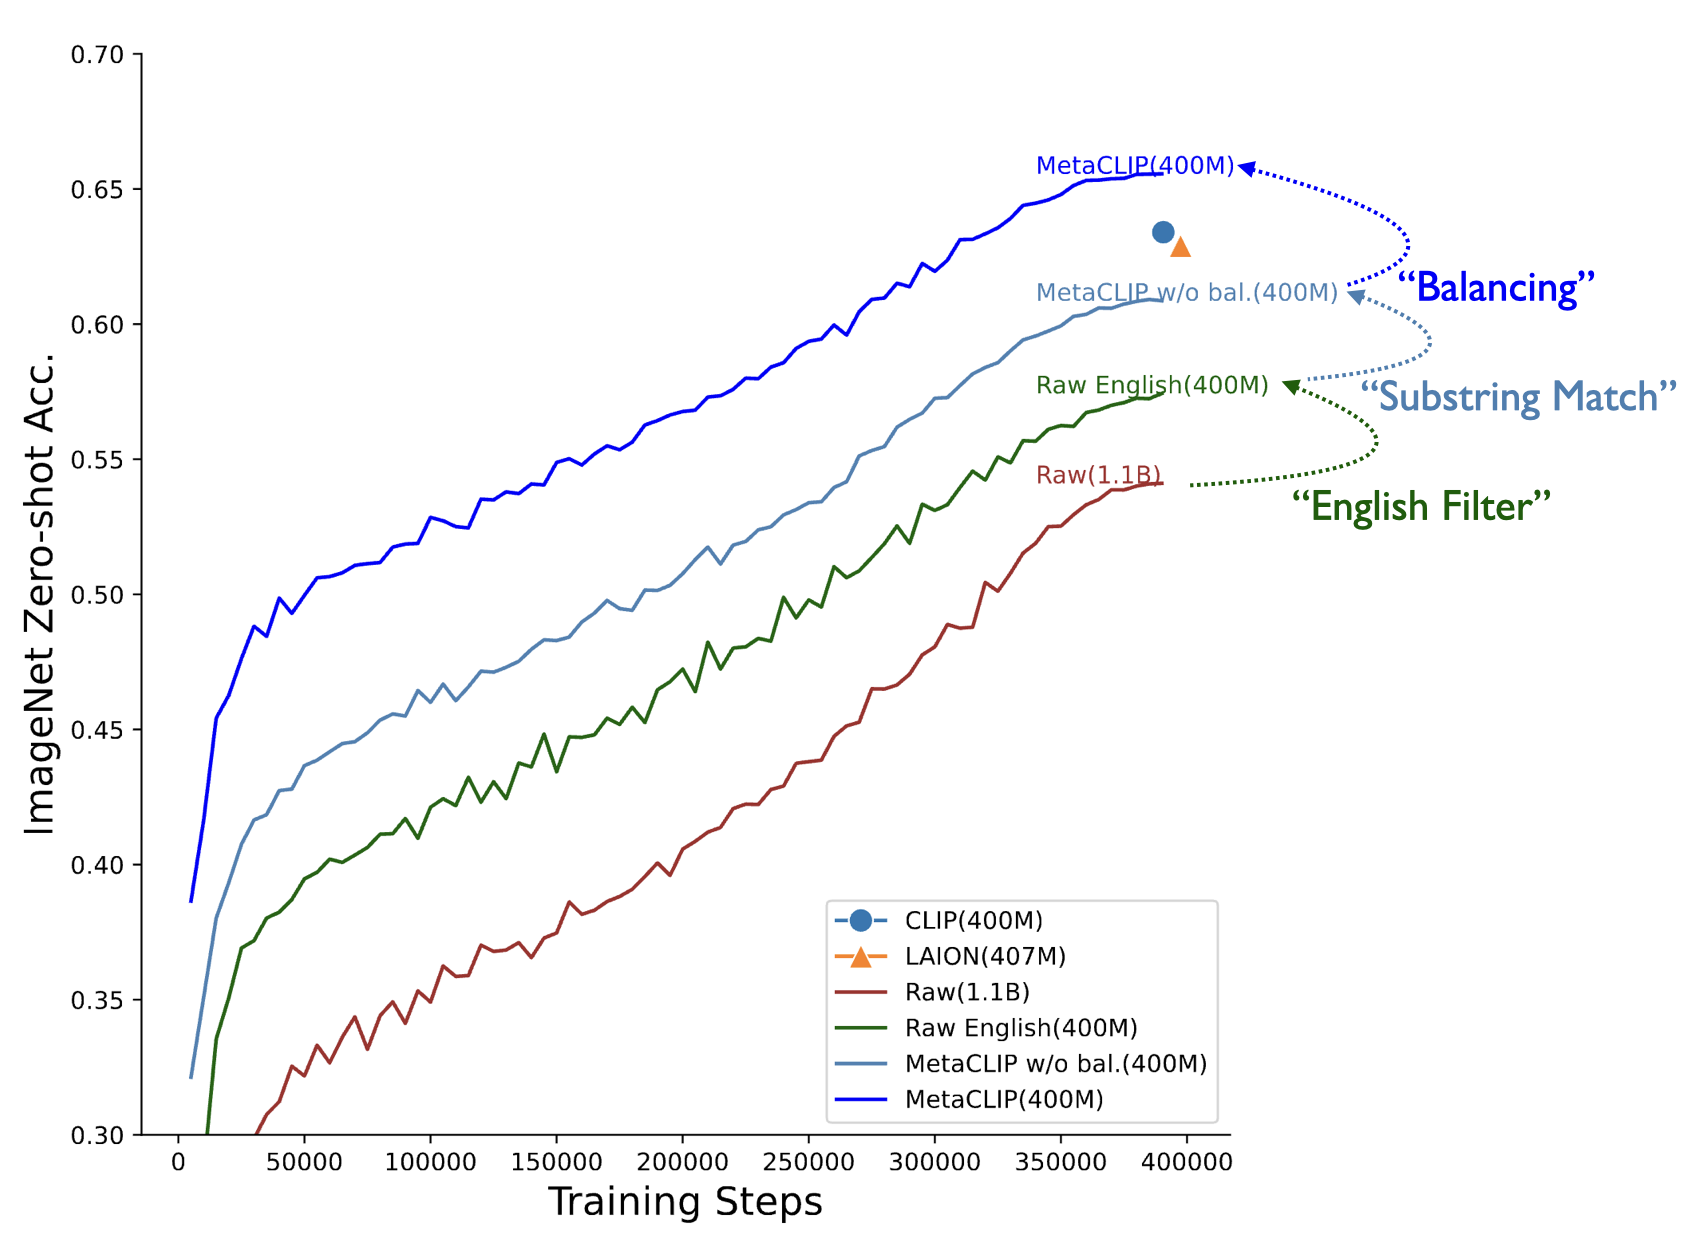 0.70
0.65
0.60
0.55
0.50
0.45
0.40
0.35
0.30
ImageNet Zero-shot Acc.
MetaCLIP(400M)
“Balancing”
MetaCLIP w/o bal.(400M)
Raw English(400M)
“Substring Match”
Raw(1.1B)
“English Filter”
CLIP(400M)
LAION(407M)
Raw(1.1B)
Raw English(400M)
MetaCLIP w/o bal.(400M)
MetaCLIP(400M)
0 50000 100000 150000 200000 250000 300000 350000 400000
Training Steps